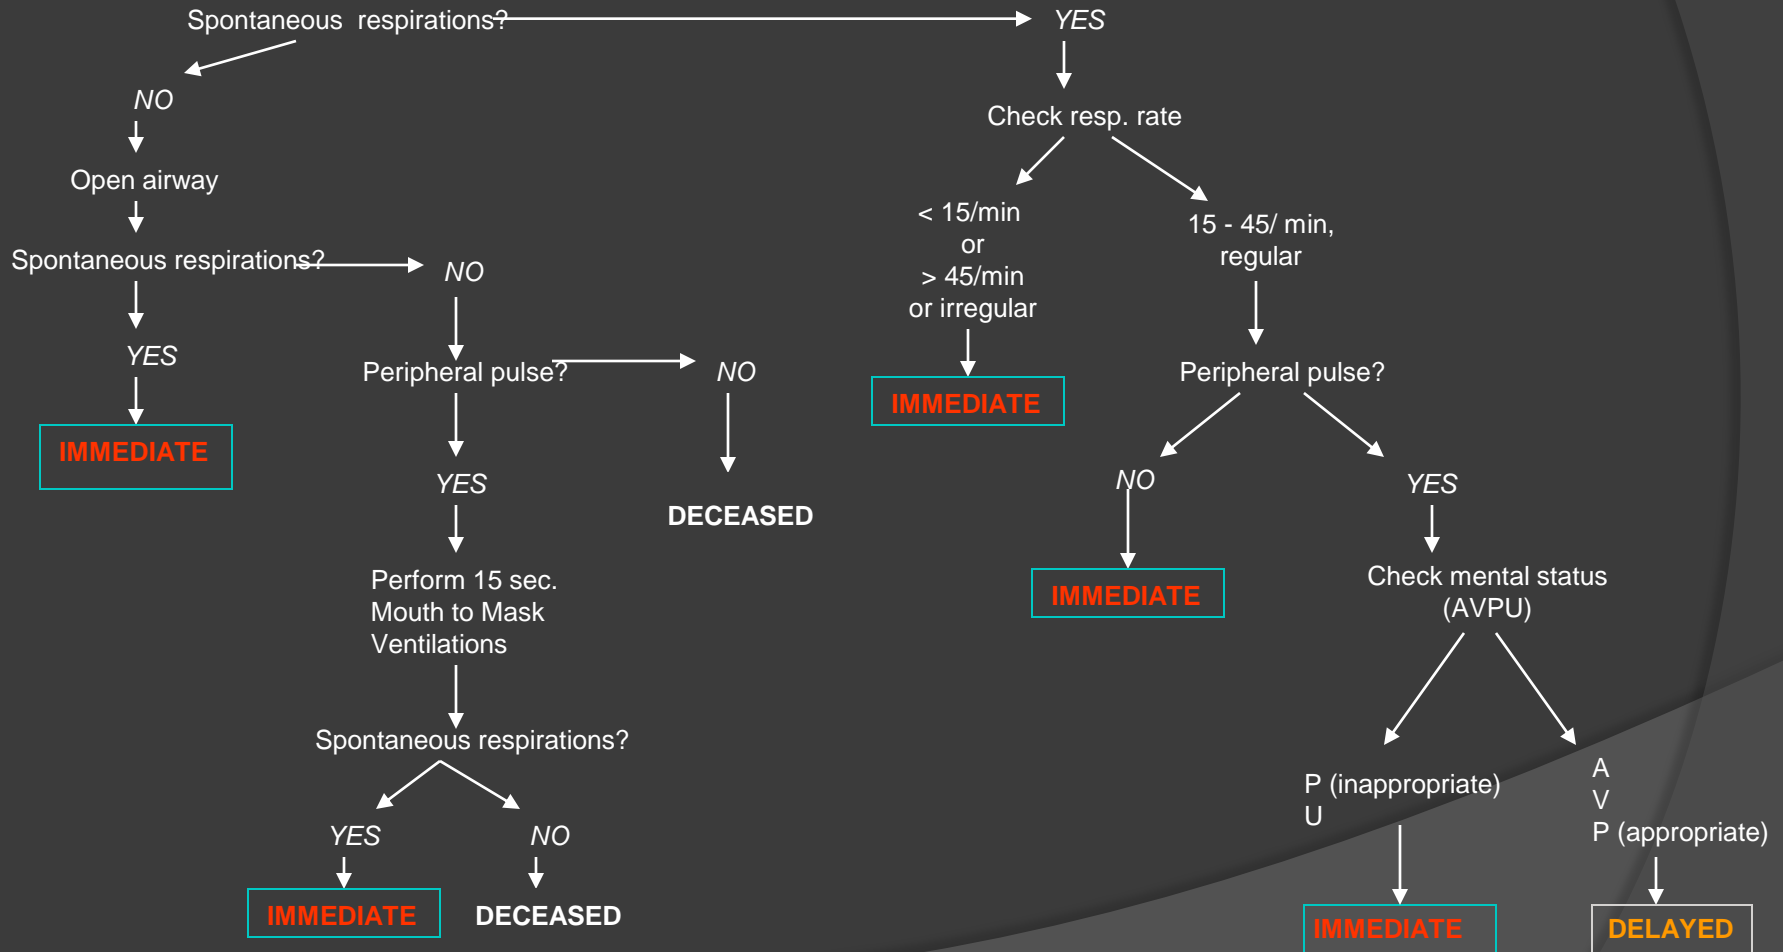 Spontaneous respirations?
YES
NO
Check resp. rate
Open airway
< 15/min
or
> 45/min
or irregular
15 - 45/ min,
regular
Spontaneous respirations?
NO
YES
IMMEDIATE
Peripheral pulse?
NO
DECEASED
YES
Perform 15 sec.
Mouth to Mask
Ventilations
Spontaneous respirations?
YES
IMMEDIATE
NO
DECEASED
IMMEDIATE
Peripheral pulse?
NO
IMMEDIATE
YES
Check mental status
(AVPU)
P (inappropriate)
U
IMMEDIATE
A
V
P (appropriate)
DELAYED